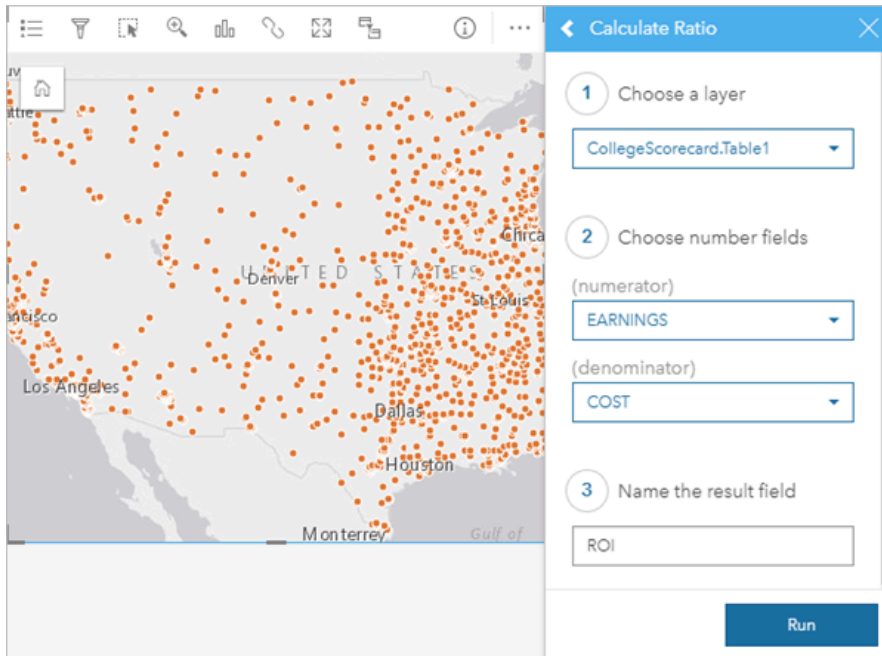 Calculate Ratio
1 Choose a layer
CollegeScorecard.Table1
2 Choose number fields
(numerator)
EARNINGS
(denominator)
COST
3 Name the result field
ROI
Run
Chica
UNITED STATES
Denver
St Louis
ancisco
Los Angeles
Dallas
Houston
Monterrey
Gulf of